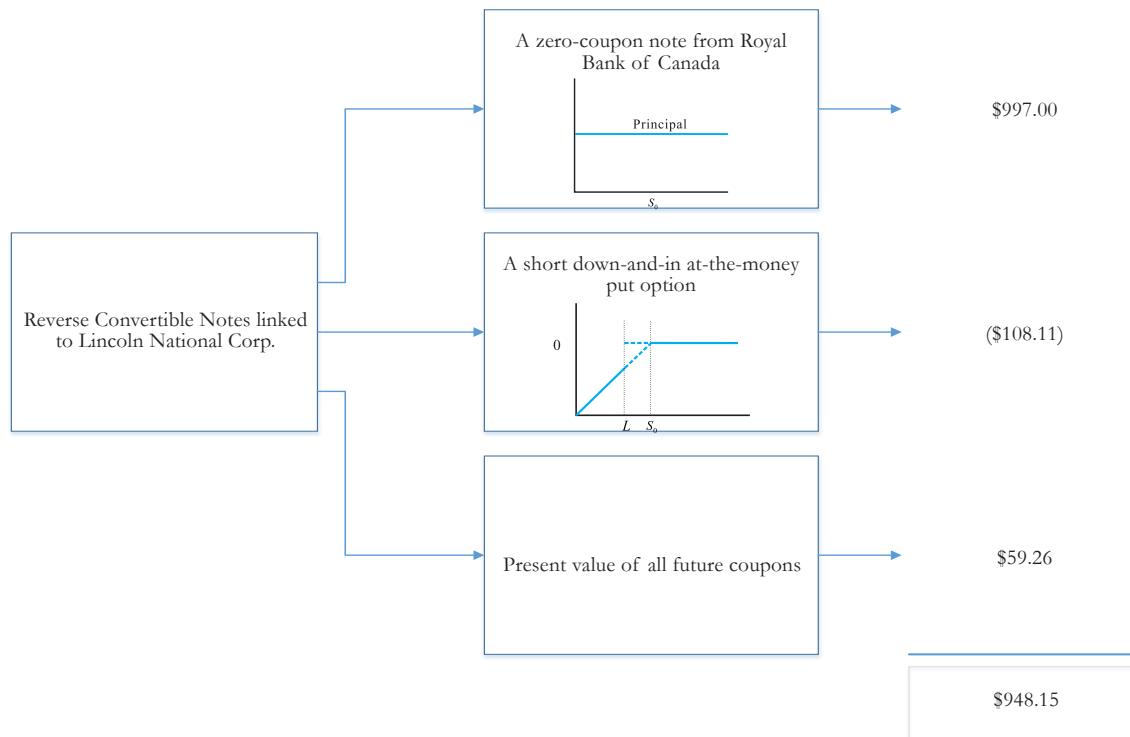 A zero-coupon note from Royal
Bank of Canada
Principal
S₀
$997.00
Reverse Convertible Notes linked
to Lincoln National Corp.
A short down-and-in at-the-money
put option
0
L S₀
($108.11)
Present value of all future coupons
$59.26
$948.15